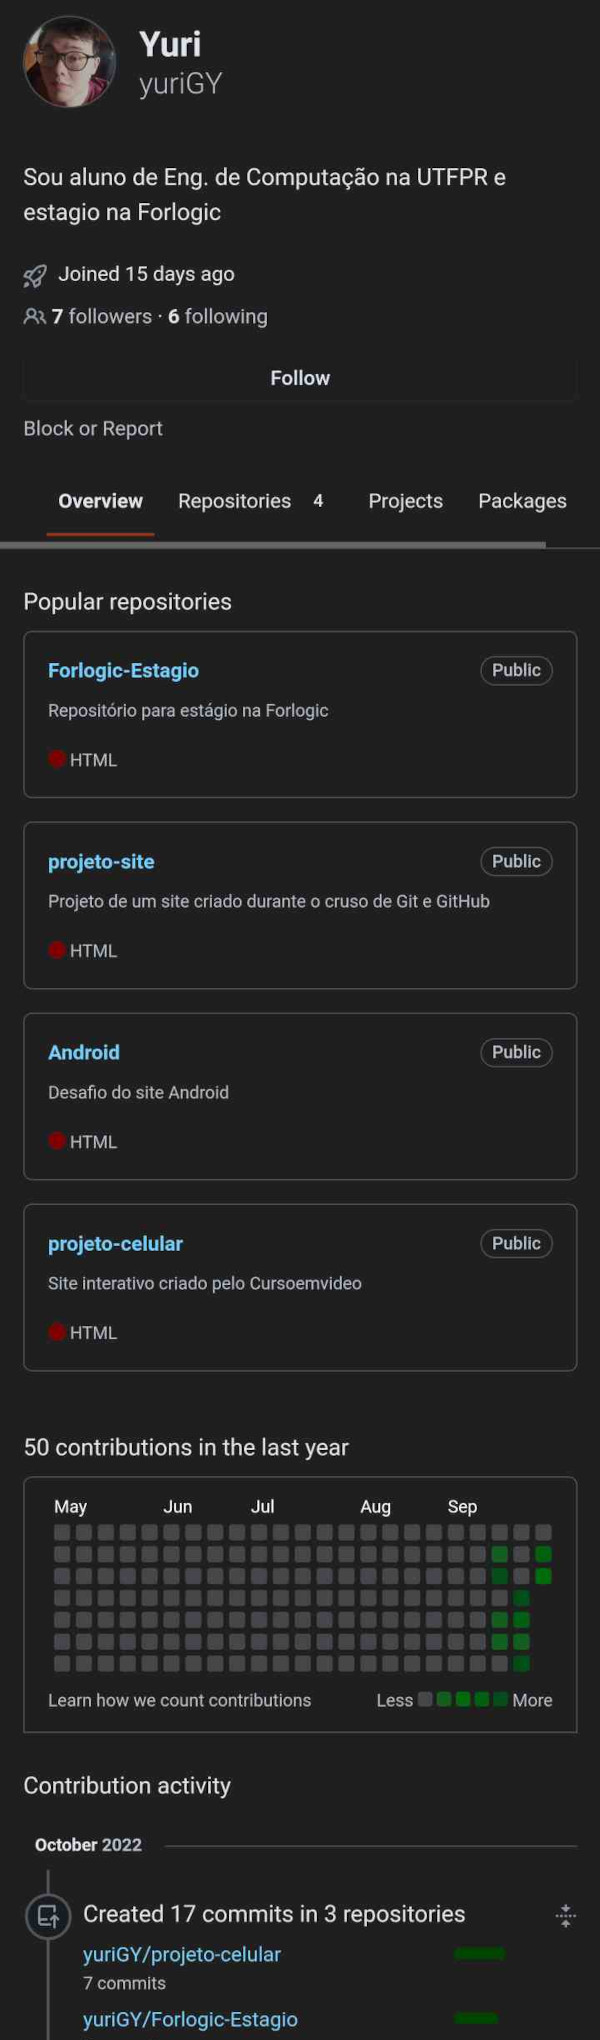 Yuri
yuriGY
Sou aluno de Eng. de Computação na UTFPR e
estagio na Forlogic
Joined 15 days ago
7 followers · 6 following
Follow
Block or Report
Overview Repositories 4 Projects Packages
Popular repositories
Forlogic-Estagio Public
Repositório para estágio na Forlogic
HTML
projeto-site Public
Projeto de um site criado durante o cruso de Git e GitHub
HTML
Android Public
Desafio do site Android
HTML
projeto-celular Public
Site interativo criado pelo Cursoemvideo
HTML
50 contributions in the last year
May Jun Jul Aug Sep
Learn how we count contributions Less More
Contribution activity
October 2022
Created 17 commits in 3 repositories
yuriGY/projeto-celular
7 commits
yuriGY/Forlogic-Estagio